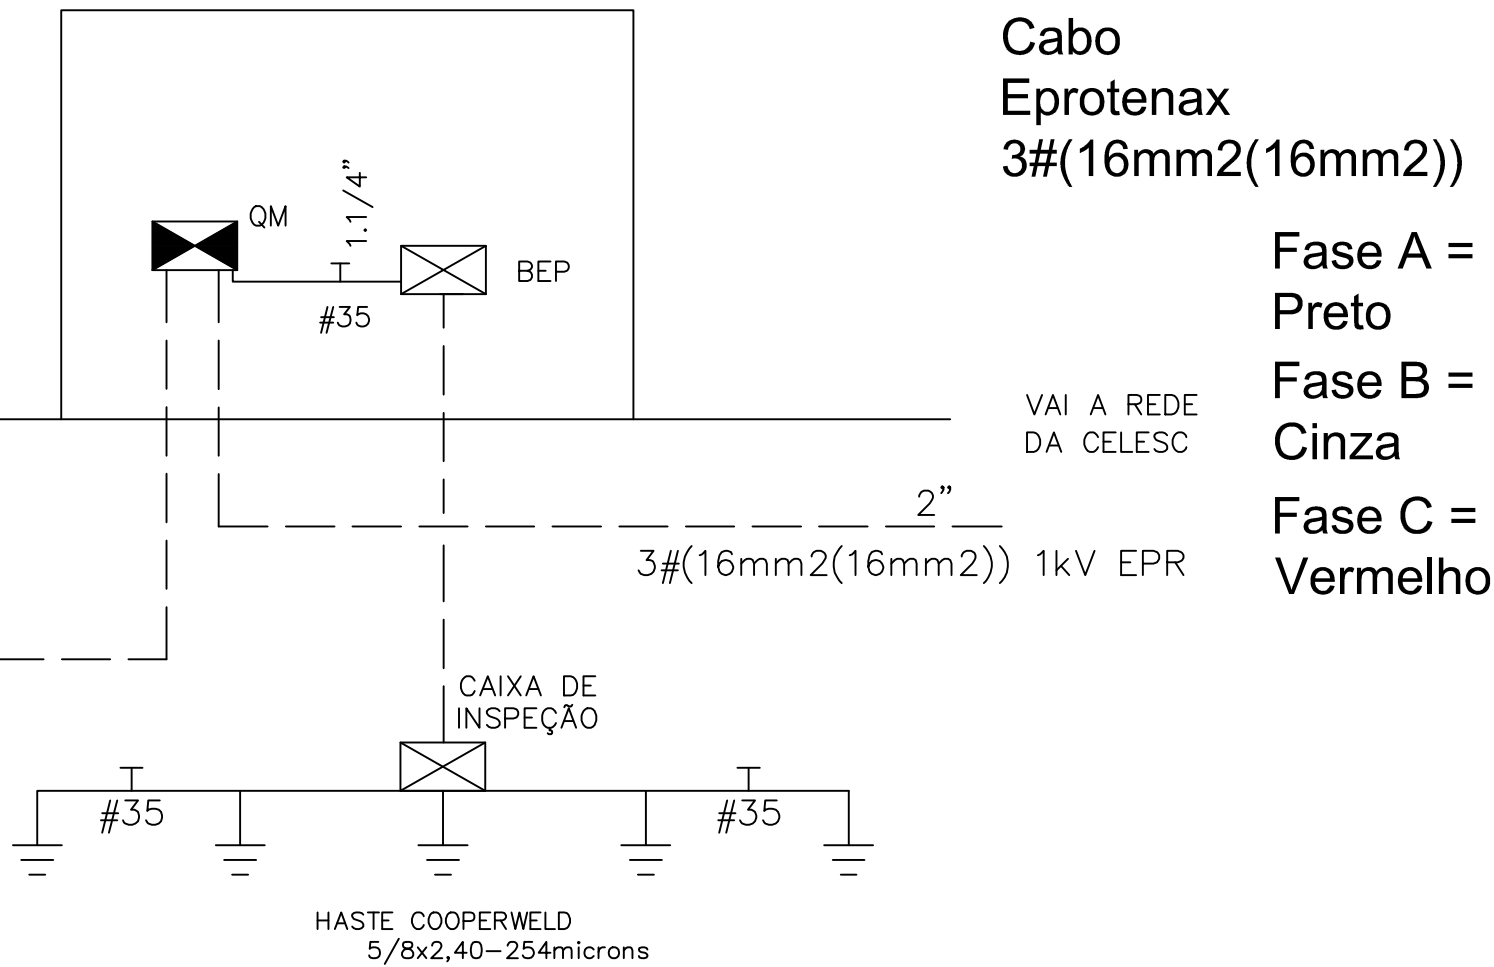 Cabo
Eprotenax
3#(16mm2(16mm2))
QM
1.1/4"
BEP
#35
Fase A =
Preto
Fase B =
Cinza
Fase C =
Vermelho
VAI A REDE
DA CELESC
2"
3#(16mm2(16mm2)) 1kV EPR
CAIXA DE
INSPEÇÃO
#35
#35
HASTE COOPERWELD
5/8x2,40-254microns